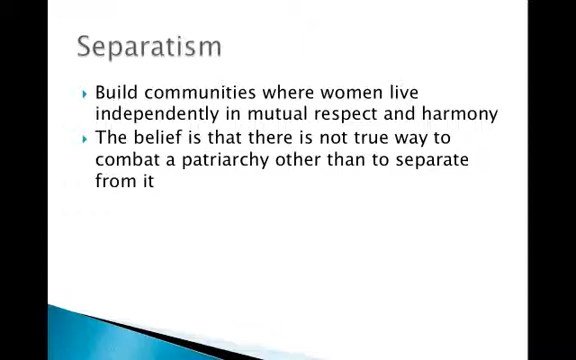 Separatism
Build communities where women live
independently in mutual respect and harmony
The belief is that there is not true way to
combat a patriarchy other than to separate
from it